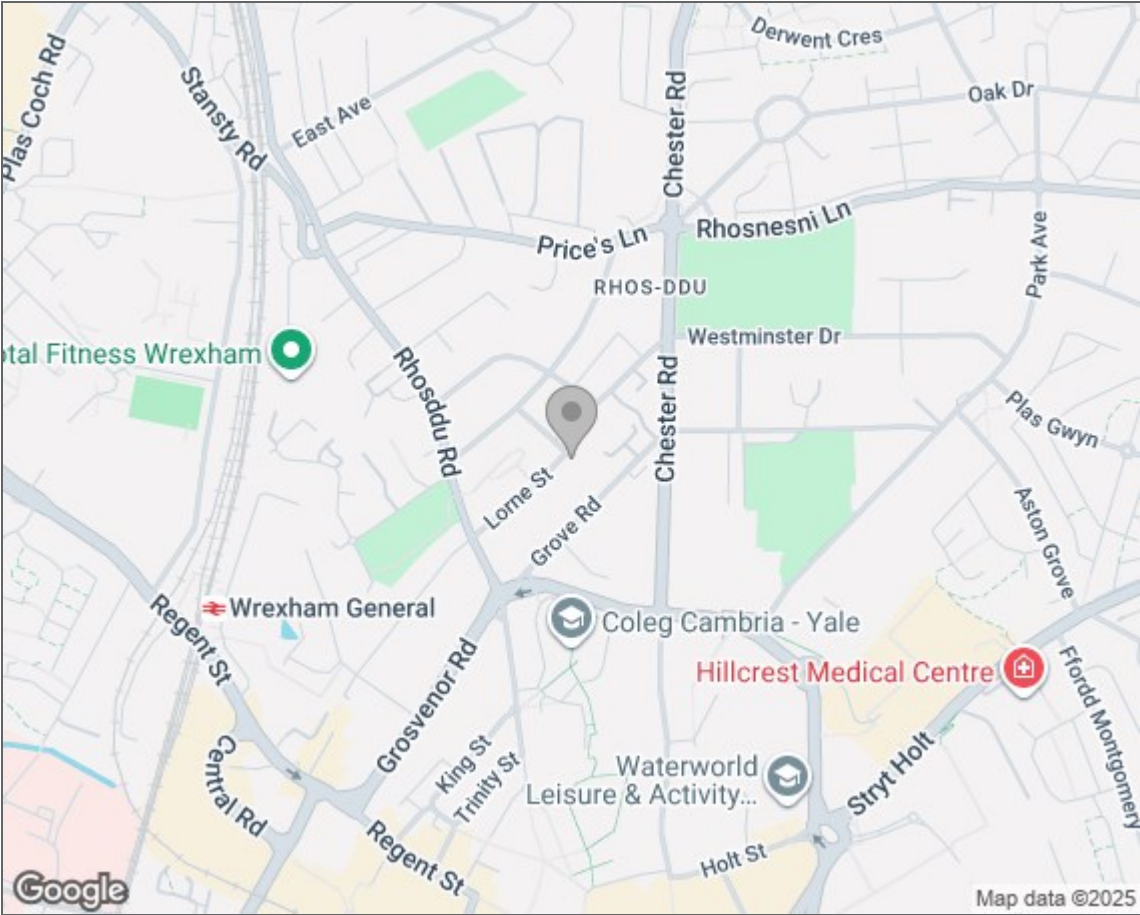 Derwent Cres
Plas Coch Rd
Stansty Rd
East Ave
Chester Rd
Oak Dr
Price's Ln
Rhosnesni Ln
Park Ave
RHOS-DDU
Westminster Dr
otal Fitness Wrexham
Rhosddu Rd
Chester Rd
Plas Gwyn
Lorne St
Grove Rd
Aston Grove
Wrexham General
Regent St
Coleg Cambria - Yale
Hillcrest Medical Centre
Ffordd Montgomery
Grosvenor Rd
King St
Trinity St
Central Rd
Waterworld
Leisure & Activity...
Stryt Holt
Regent St
Holt St
Google
Map data ©2025